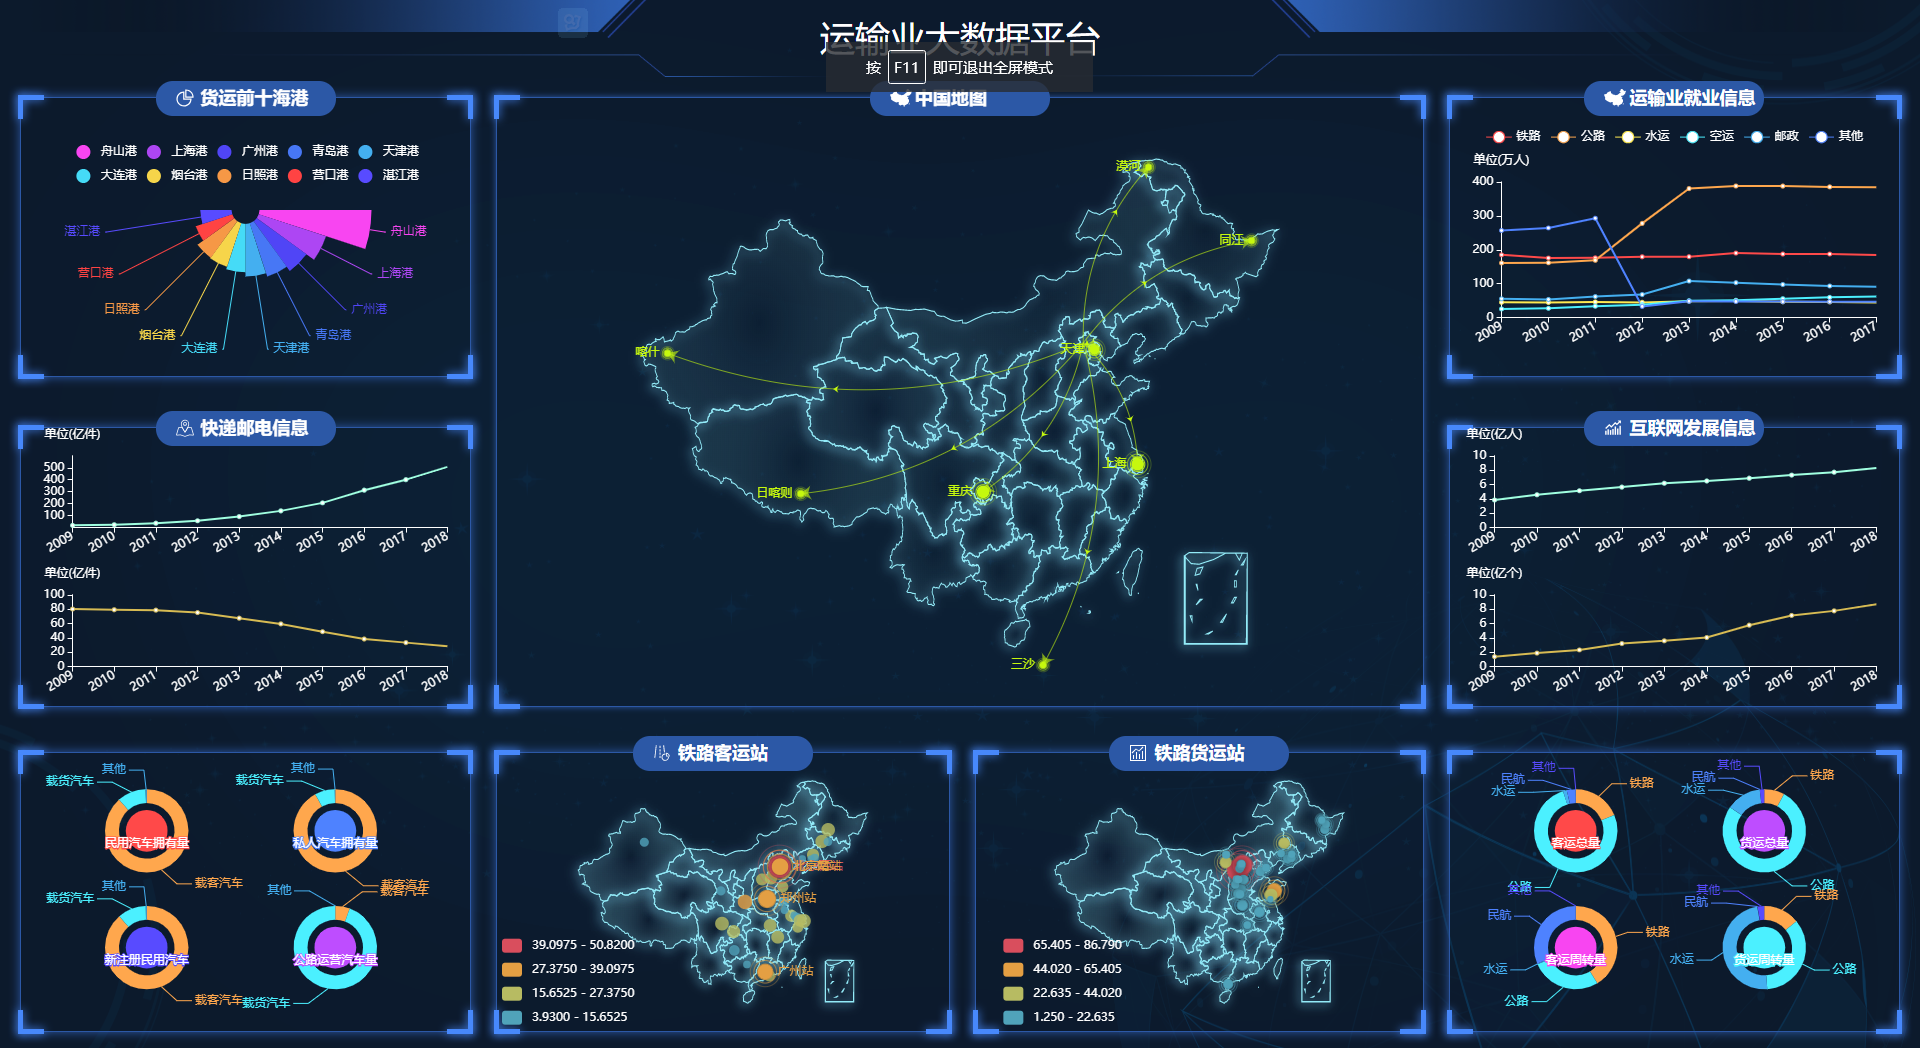 运输业大数据平台
按 F11 即可退出全屏模式
货运前十海港
舟山港 上海港 广州港 青岛港 天津港
大连港 烟台港 日照港 营口港 湛江港
湛江港
舟山港
营口港
上海港
日照港
广州港
烟台港
青岛港
大连港
天津港
快递邮电信息
单位(亿件)
500
400
300
200
100
2009 2010 2011 2012 2013 2014 2015 2016 2017 2018
单位(亿件)
100
80
60
40
20
0
2009 2010 2011 2012 2013 2014 2015 2016 2017 2018
其他
载货汽车
民用汽车拥有量
载客汽车
其他
载货汽车
私人汽车拥有量
载客汽车
其他
载货汽车
新注册民用汽车
载客汽车
其他
载客汽车
公路运营汽车量
载货汽车
中国地图
漠河
同江
喀什
天津
上海
日喀则
重庆
三沙
铁路客运站
郑州站
广州站
39.0975 - 50.8200
27.3750 - 39.0975
15.6525 - 27.3750
3.9300 - 15.6525
铁路货运站
65.405 - 86.790
44.020 - 65.405
22.635 - 44.020
1.250 - 22.635
运输业就业信息
铁路 公路 水运 空运 邮政 其他
单位(万人)
400
300
200
100
0
2009 2010 2011 2012 2013 2014 2015 2016 2017
互联网发展信息
单位(亿人)
10
8
6
4
2
0
2009 2010 2011 2012 2013 2014 2015 2016 2017 2018
单位(亿个)
10
8
6
4
2
0
2009 2010 2011 2012 2013 2014 2015 2016 2017 2018
其他
民航
水运
铁路
客运总量
公路
其他
民航
水运
铁路
货运总量
公路
其他
民航
铁路
客运周转量
水运
公路
其他
民航
铁路
货运周转量
水运
公路